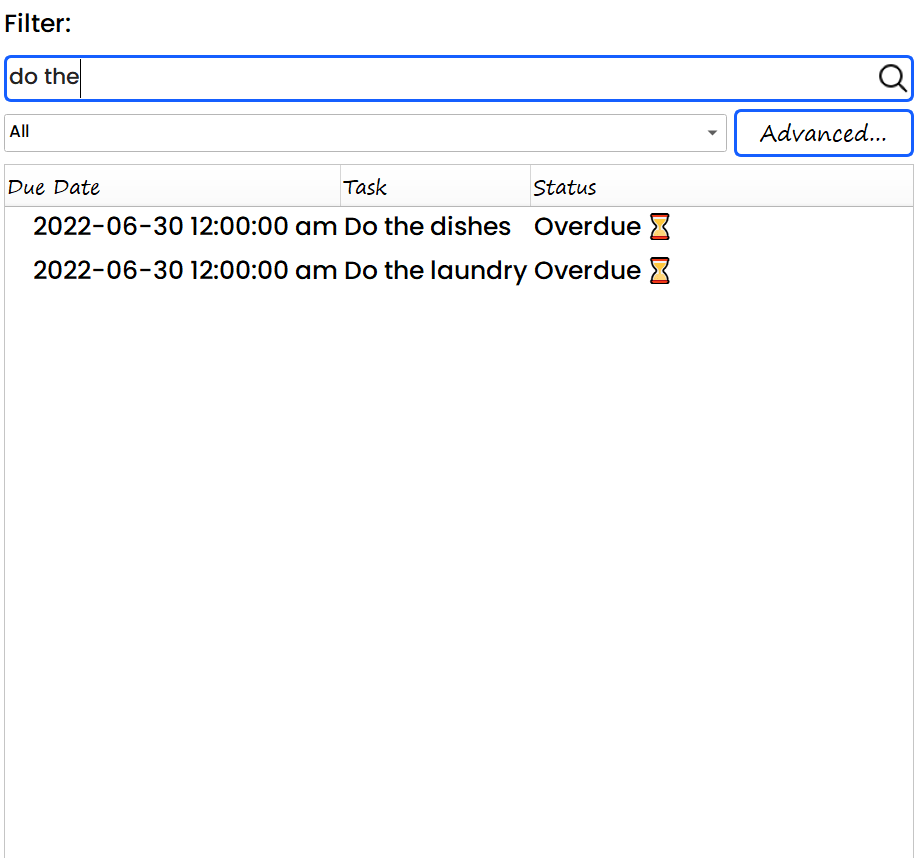 Filter:
do the
All
Advanced...
Due Date Task Status
2022-06-30 12:00:00 am Do the dishes Overdue ⏳
2022-06-30 12:00:00 am Do the laundry Overdue ⏳